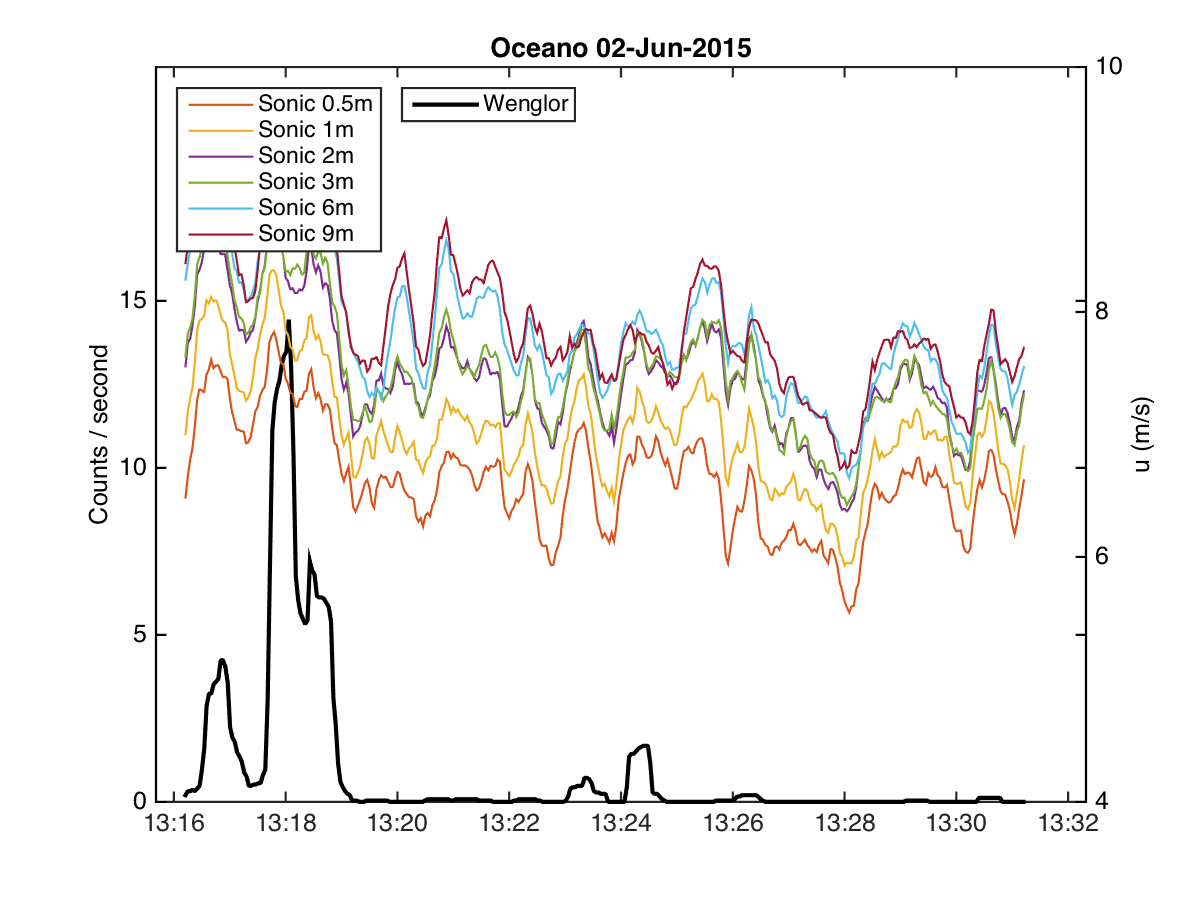 Oceano 02-Jun-2015
Sonic 0.5m
Sonic 1m
Sonic 2m
Sonic 3m
Sonic 6m
Sonic 9m
Wenglor
Counts / second
15
10
5
0
10
8
6
4
u (m/s)
13:16 13:18 13:20 13:22 13:24 13:26 13:28 13:30 13:32